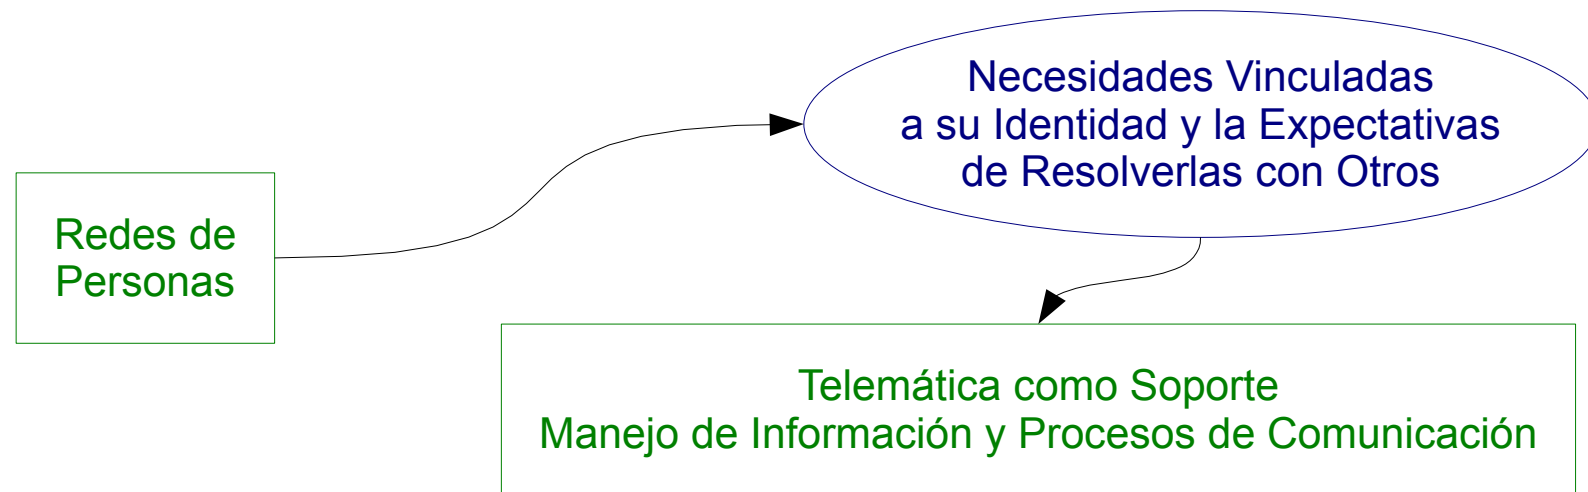 Necesidades Vinculadas
a su Identidad y la Expectativas
de Resolverlas con Otros
Redes de
Personas
Telemática como Soporte
Manejo de Información y Procesos de Comunicación